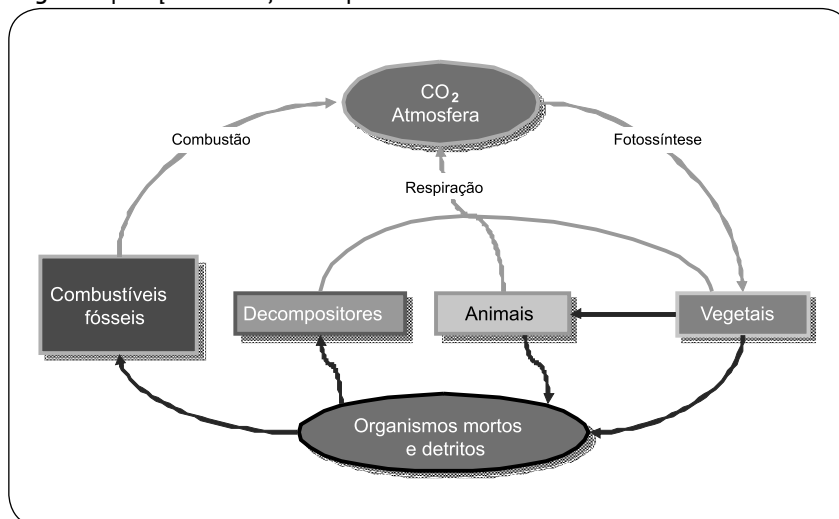 CO2
Atmosfera
Combustão
Fotossíntese
Respiração
Combustíveis
fósseis
Decompositores
Animais
Vegetais
Organismos mortos
e detritos